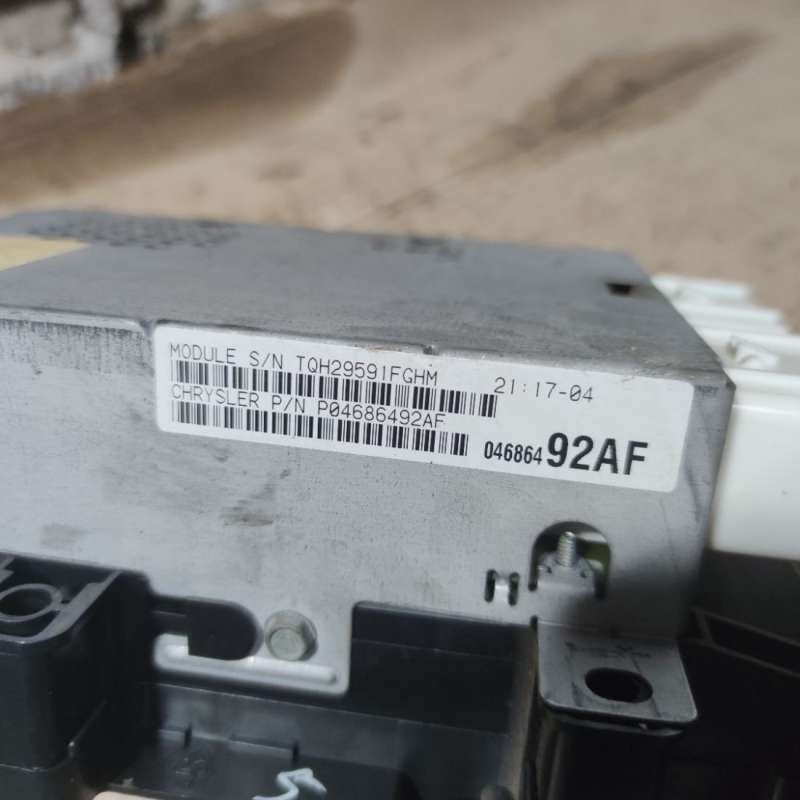 MODULE S/N TQH29591FGHM 21:17-04
CHRYSLER P/N P04686492AF
04686492AF